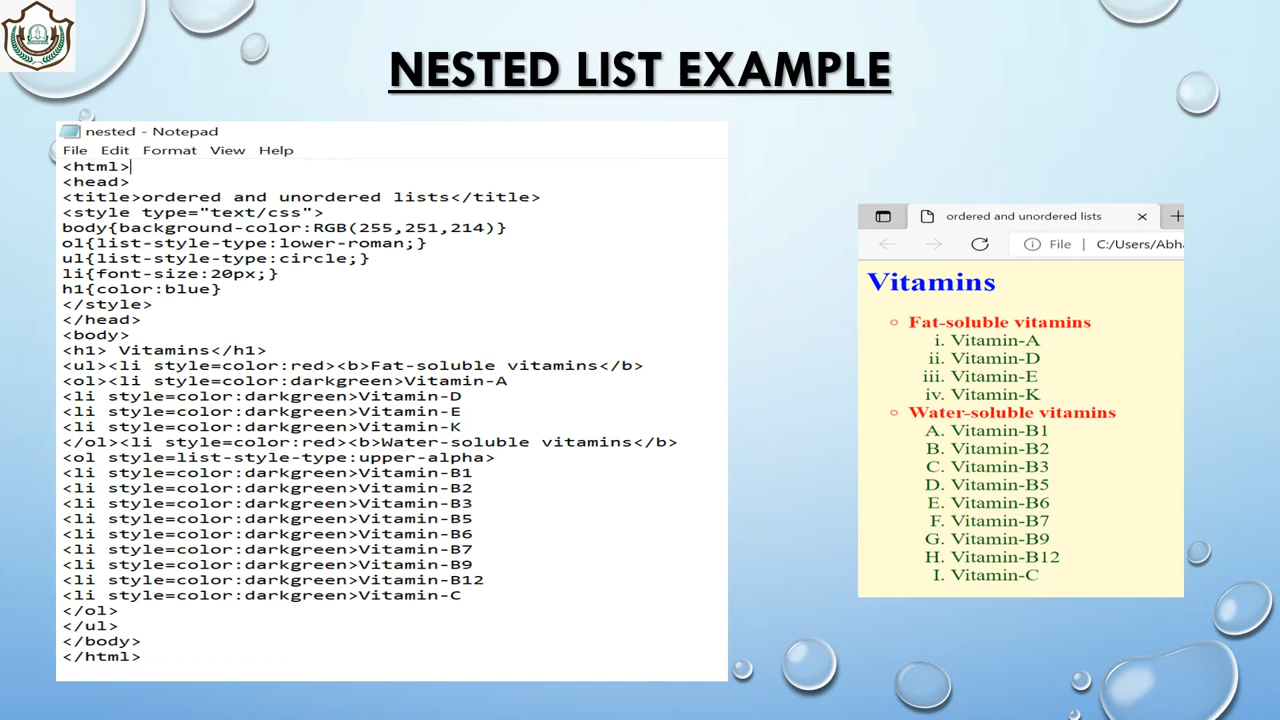 NESTED LIST EXAMPLE
nested - Notepad
File Edit Format View Help
<html>
<head>
<title>ordered and unordered lists</title>
<style type="text/css">
body{background-color:RGB(255,251,214)}
ol{list-style-type:lower-roman;}
ul{list-style-type:circle;}
li{font-size:20px;}
h1{color:blue}
</style>
</head>
<body>
<h1> Vitamins</h1>
<ul><li style=color:red><b>Fat-soluble vitamins</b>
<ol><li style=color:darkgreen>Vitamin-A
<li style=color:darkgreen>Vitamin-D
<li style=color:darkgreen>Vitamin-E
<li style=color:darkgreen>Vitamin-K
</ol><li style=color:red><b>Water-soluble vitamins</b>
<ol style=list-style-type:upper-alpha>
<li style=color:darkgreen>Vitamin-B1
<li style=color:darkgreen>Vitamin-B2
<li style=color:darkgreen>Vitamin-B3
<li style=color:darkgreen>Vitamin-B5
<li style=color:darkgreen>Vitamin-B6
<li style=color:darkgreen>Vitamin-B7
<li style=color:darkgreen>Vitamin-B9
<li style=color:darkgreen>Vitamin-B12
<li style=color:darkgreen>Vitamin-C
</ol>
</ul>
</body>
</html>
ordered and unordered lists
File | C:/Users/Abha
Vitamins
Fat-soluble vitamins
i. Vitamin-A
ii. Vitamin-D
iii. Vitamin-E
iv. Vitamin-K
Water-soluble vitamins
A. Vitamin-B1
B. Vitamin-B2
C. Vitamin-B3
D. Vitamin-B5
E. Vitamin-B6
F. Vitamin-B7
G. Vitamin-B9
H. Vitamin-B12
I. Vitamin-C